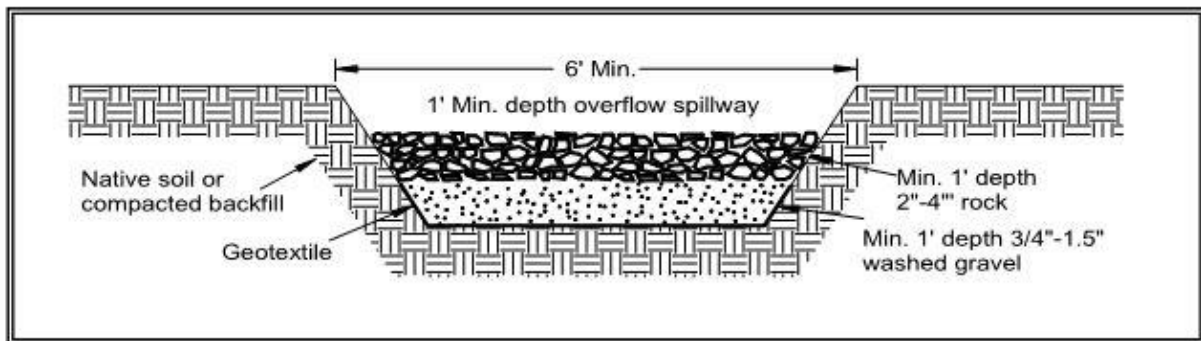 6' Min.
1' Min. depth overflow spillway
Native soil or
compacted backfill
Geotextile
Min. 1' depth
2"-4"" rock
Min. 1' depth 3/4"-1.5"
washed gravel